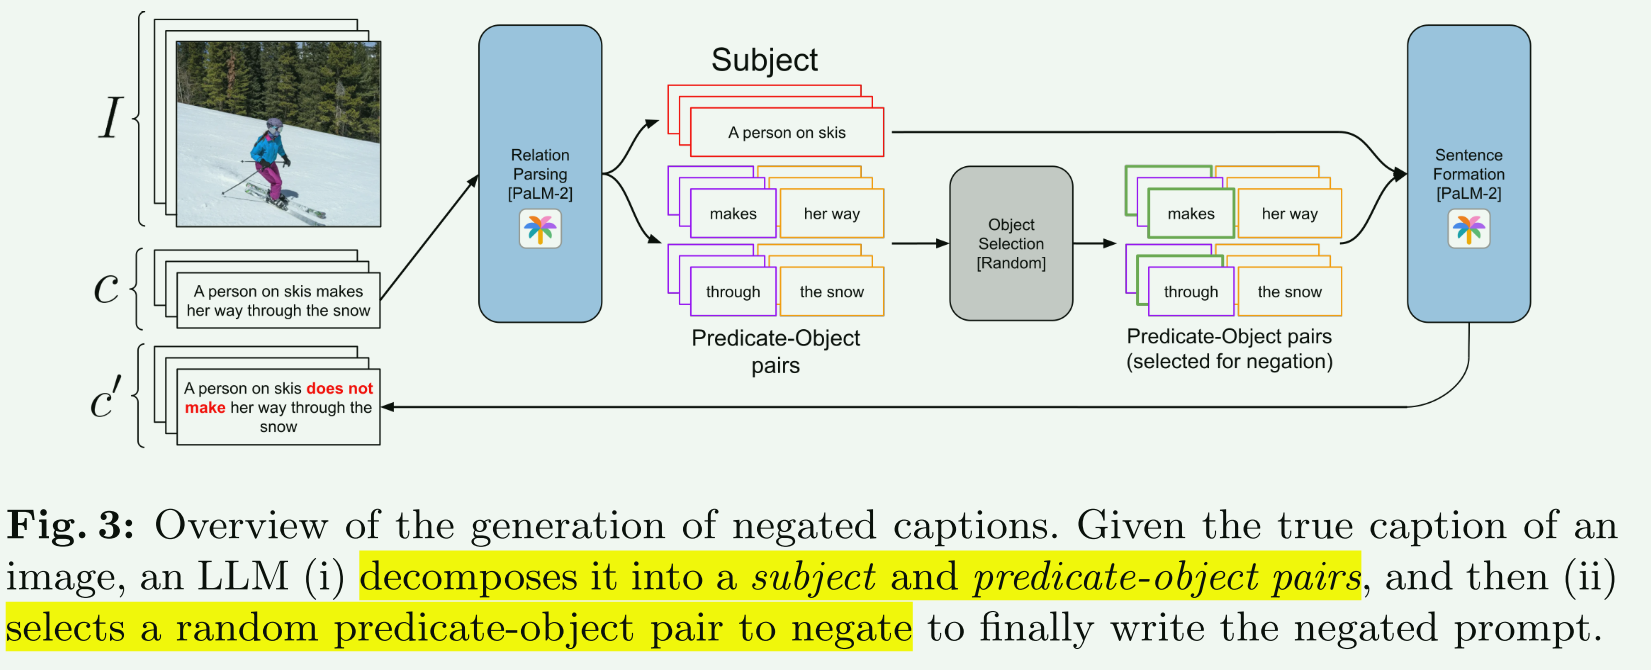 I
c
A person on skis makes
her way through the snow
c′
A person on skis does not
make her way through the
snow
Relation
Parsing
[PaLM-2]
Subject
A person on skis
makes
her way
through
the snow
Predicate-Object
pairs
Object
Selection
[Random]
makes
her way
through
the snow
Predicate-Object pairs
(selected for negation)
Sentence
Formation
[PaLM-2]
Fig. 3: Overview of the generation of negated captions. Given the true caption of an
image, an LLM (i) decomposes it into a subject and predicate-object pairs, and then (ii)
selects a random predicate-object pair to negate to finally write the negated prompt.